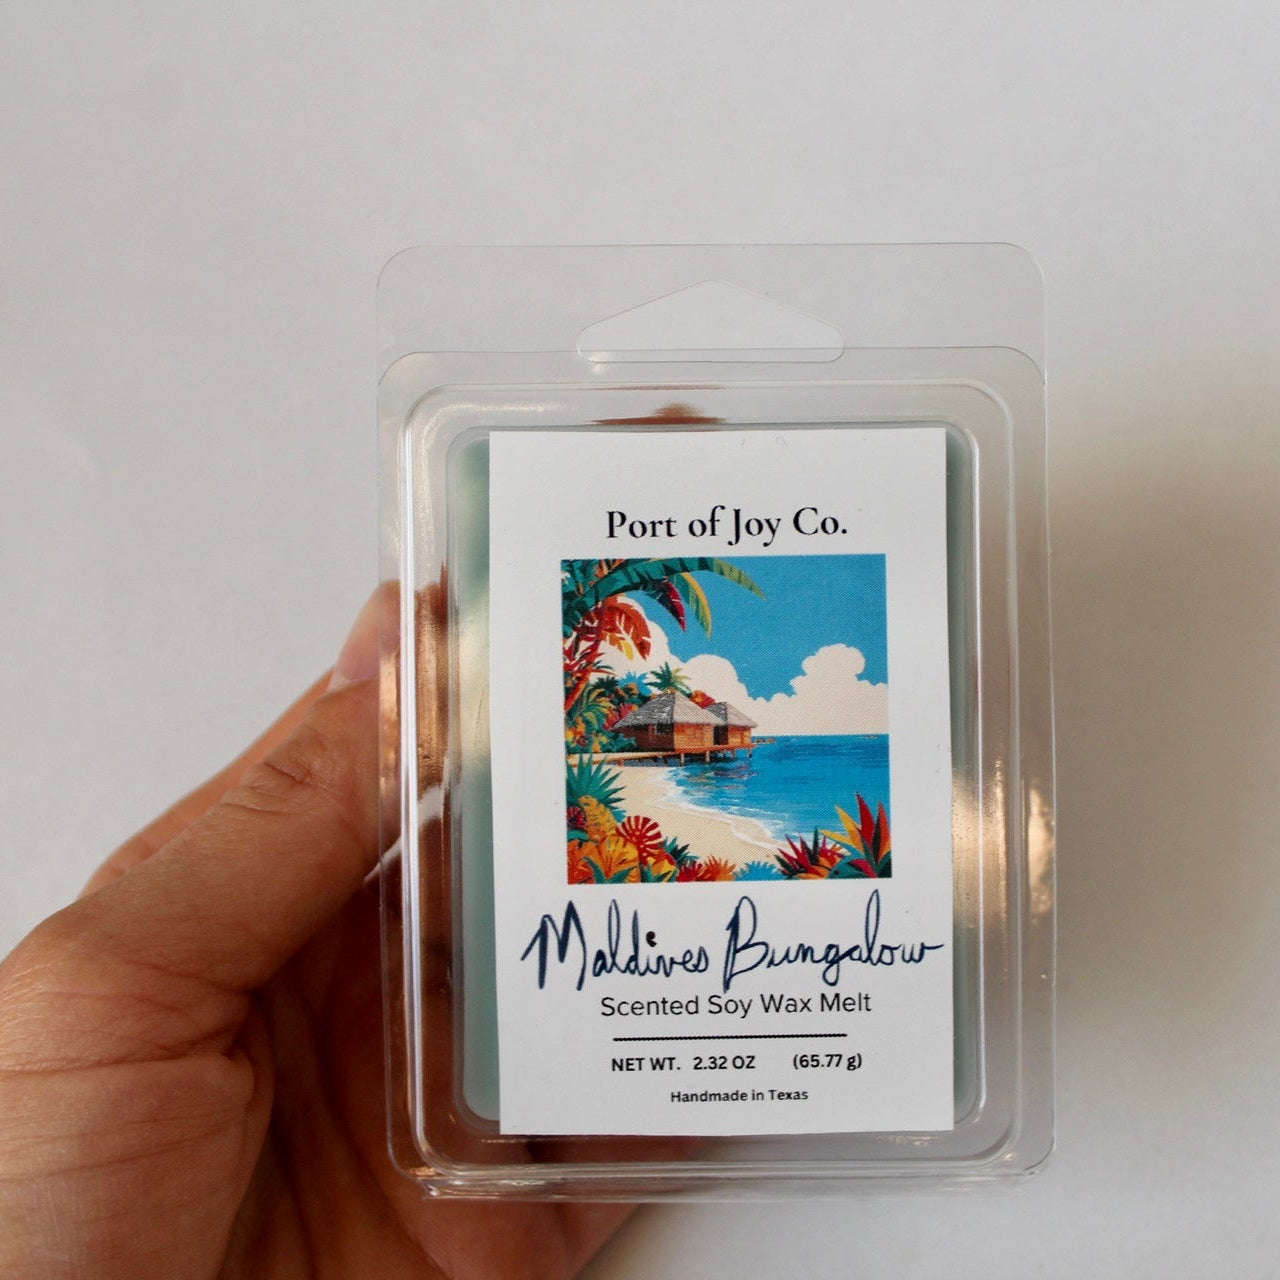 Port of Joy Co.
Maldives Bungalow
Scented Soy Wax Melt
NET WT. 2.32 OZ (65.77 g)
Handmade in Texas